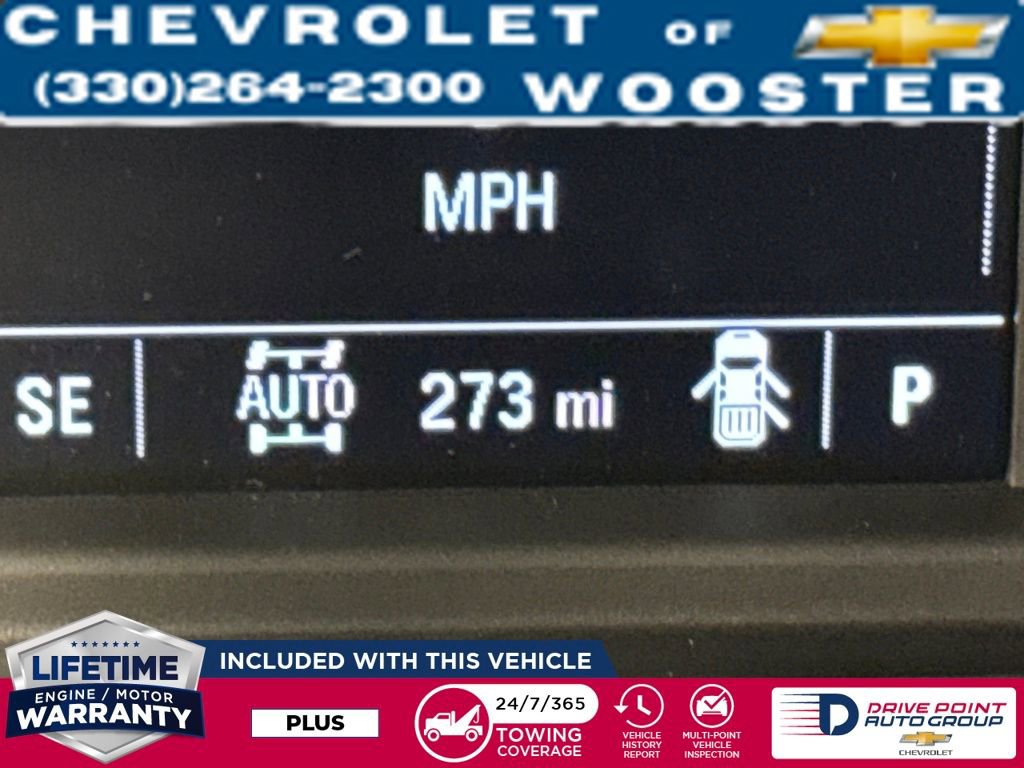 CHEVROLET OF
(330)264-2300 WOOSTER
MPH
SE AUTO 273 mi P
LIFETIME
ENGINE / MOTOR
WARRANTY
INCLUDED WITH THIS VEHICLE
PLUS
24/7/365
TOWING
COVERAGE
VEHICLE
HISTORY
REPORT
MULTI-POINT
VEHICLE
INSPECTION
DRIVE POINT
AUTO GROUP
CHEVROLET